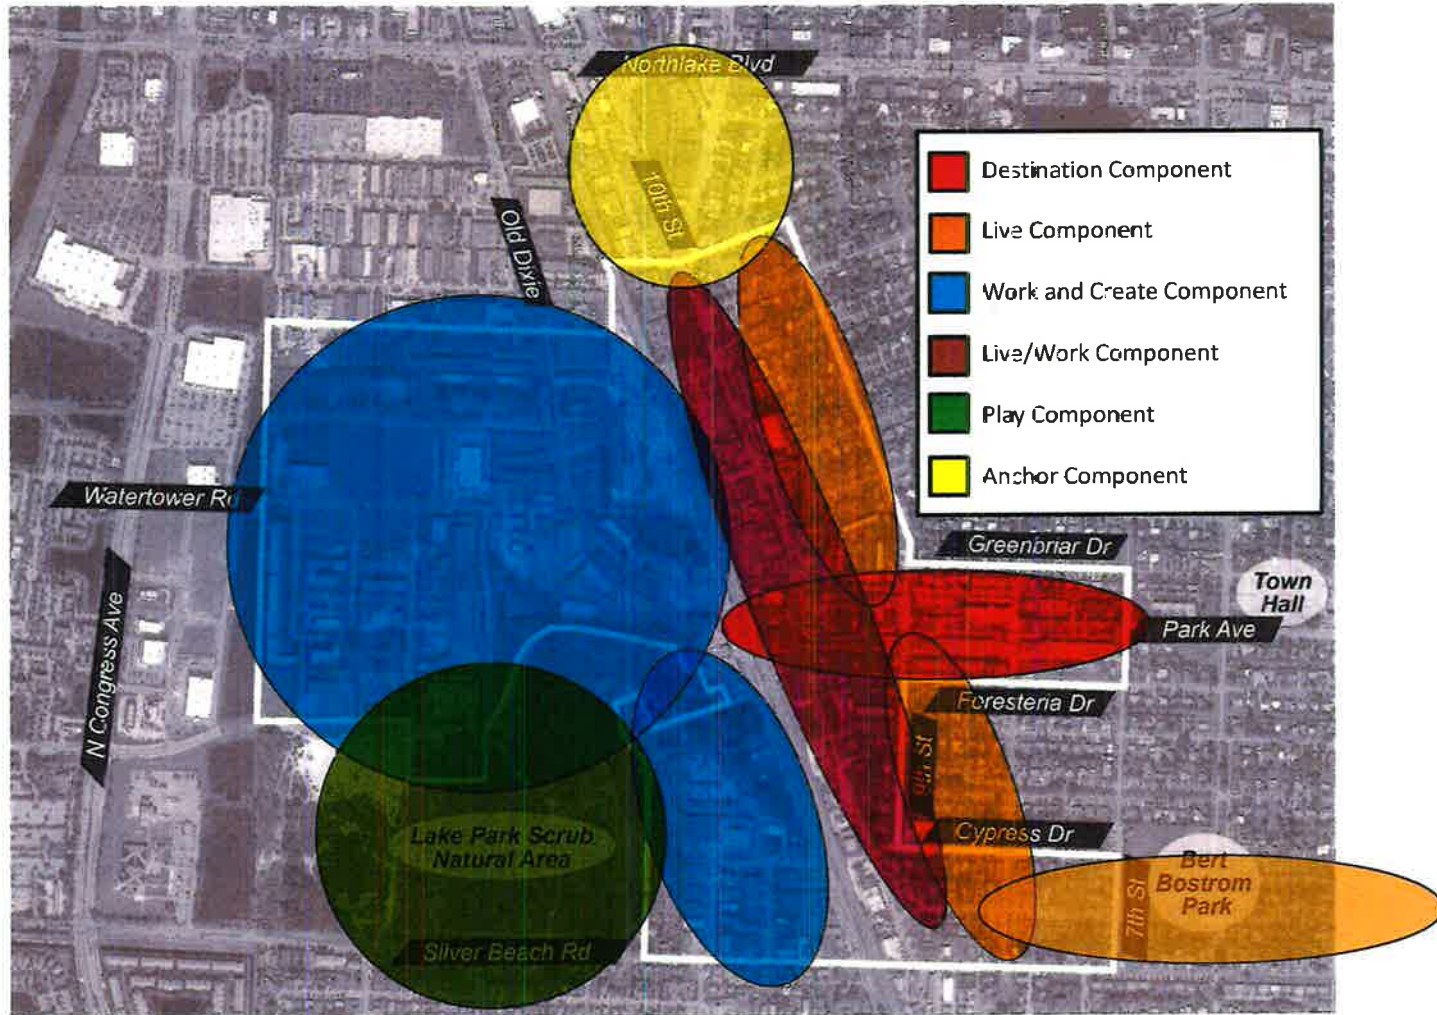 Northlake Blvd
10th St
Old Dixie
Destination Component
Live Component
Work and Create Component
Live/Work Component
Play Component
Anchor Component
Watertower Rd
Greenbriar Dr
Town
Hall
Park Ave
N Congress Ave
Foresteria Dr
9th St
Cypress Dr
Lake Park Scrub
Natural Area
Bert
Bostrom
Park
7th St
Silver Beach Rd